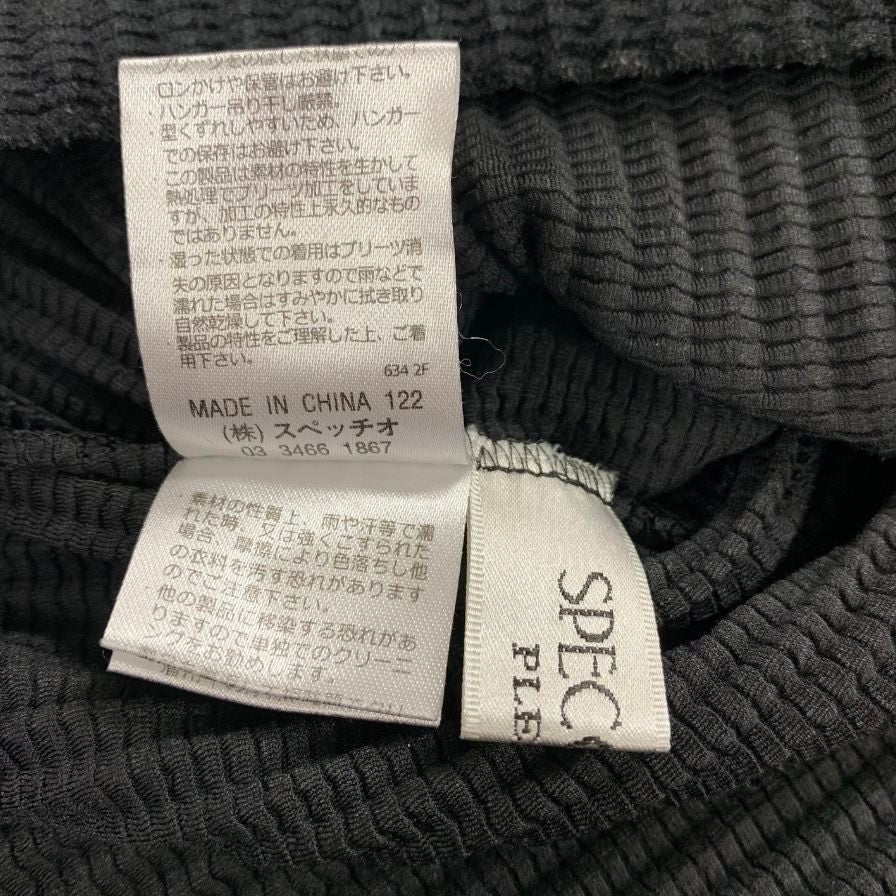 ロンかけや保管はお避け下さい。
・ハンガー吊り干し厳禁。
・型くずれしやすいため、ハンガー
での保存はお避け下さい。
この製品は素材の特性を生かして
熱処理でプリーツ加工をしていま
すが、加工の特性上永久的なもの
ではありません。
・湿った状態での着用はプリーツ消
失の原因となりますので雨などで
濡れた場合はすみやかに拭き取り
自然乾燥して下さい。
・製品の特性をご理解した上、ご着
用下さい。
634 2F
MADE IN CHINA 122
(株) スペッチオ
03 3466 1867
・素材の性質上、雨や汗等で濡
れた時、又は強くこすられた
場合、摩擦により色落ちし他
の衣料を汚す恐れがあります
のでご注意下さい。
・他の製品に移染する恐れがあ
りますので単独でのクリーニ
ングをお勧めします。
SPEC
PLE